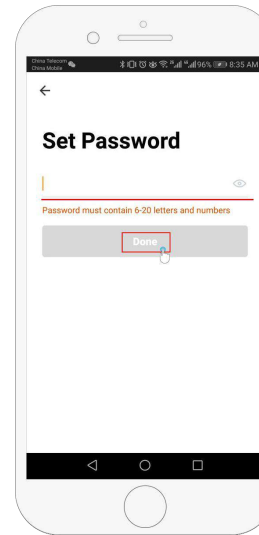 China Telecom
China Mobile
96% 8:35 AM
Set Password
Password must contain 6-20 letters and numbers
Done